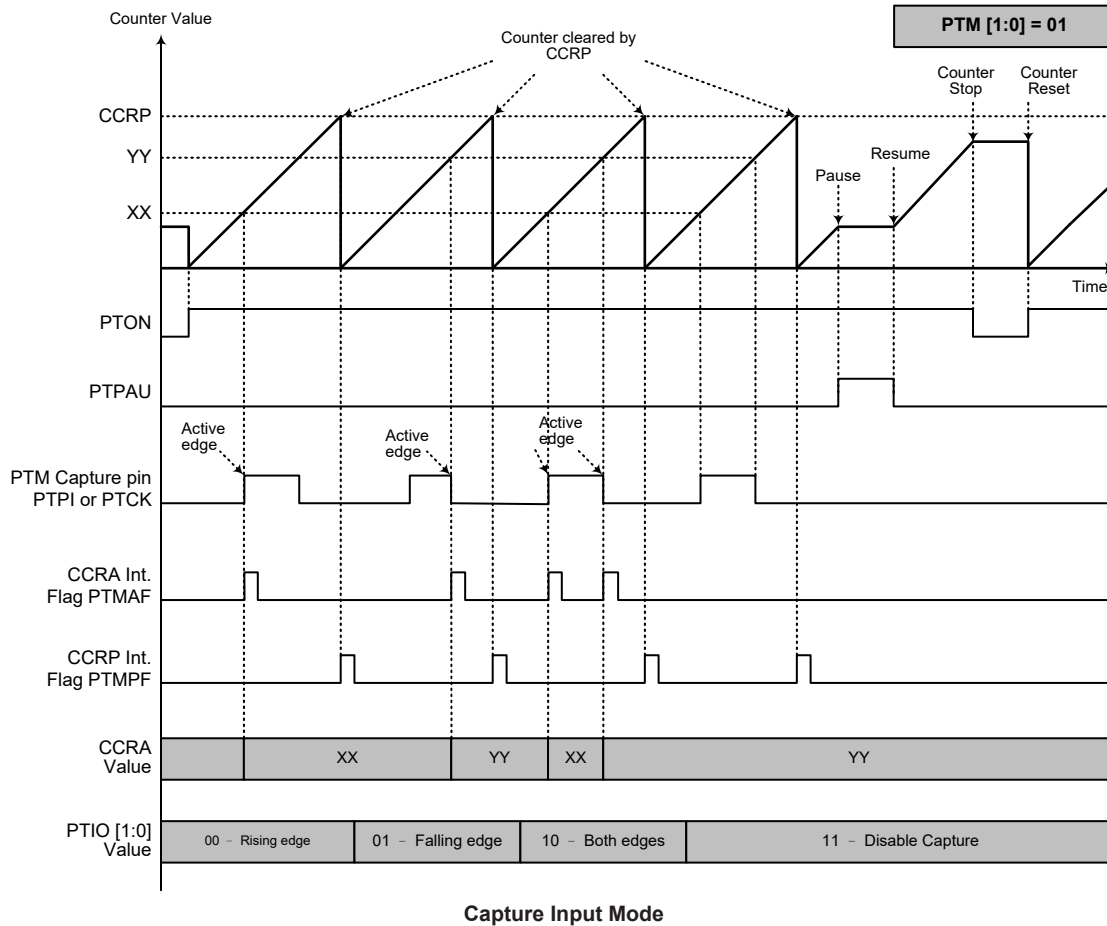 Counter Value
PTM [1:0] = 01
Counter cleared by
CCRP
Counter
Stop
Counter
Reset
CCRP
YY
Resume
Pause
XX
Time
PTON
PTPAU
Active
edge
Active
edge
Active
edge
PTM Capture pin
PTPI or PTCK
CCRA Int.
Flag PTMAF
CCRP Int.
Flag PTMPF
CCRA
Value
XX
YY
XX
YY
PTIO [1:0]
Value
00 – Rising edge
01 – Falling edge
10 – Both edges
11 – Disable Capture
Capture Input Mode